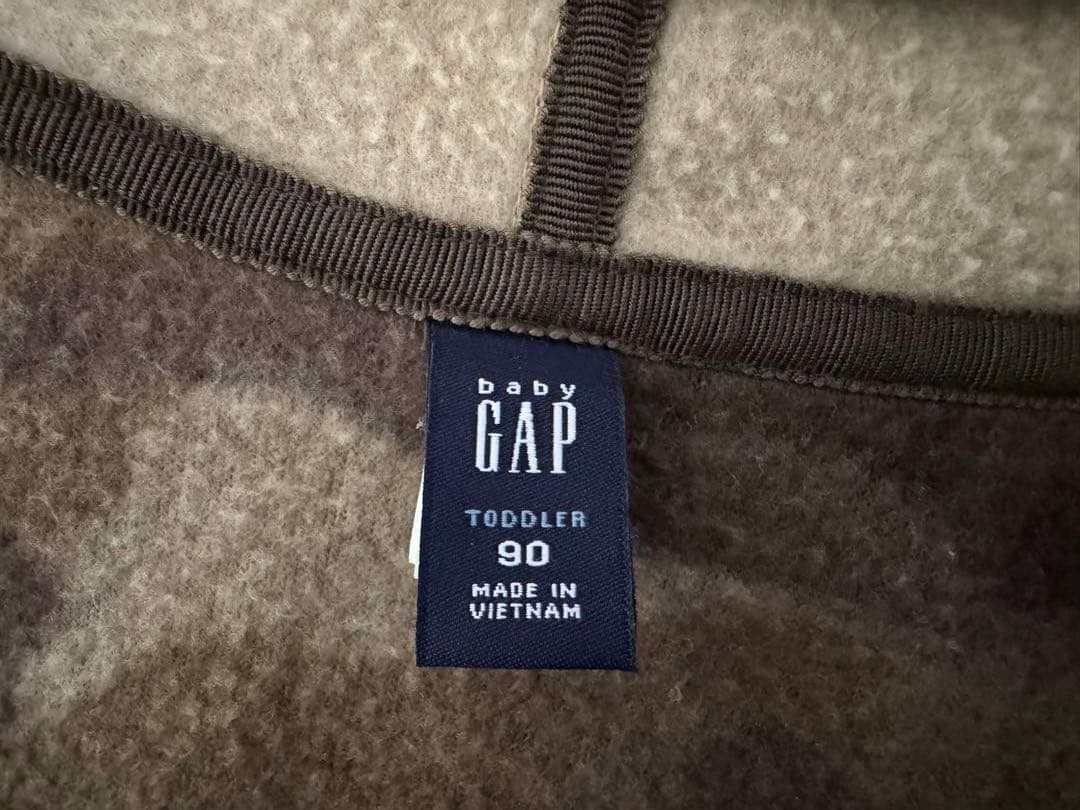 baby
GAP
TODDLER
90
MADE IN
VIETNAM